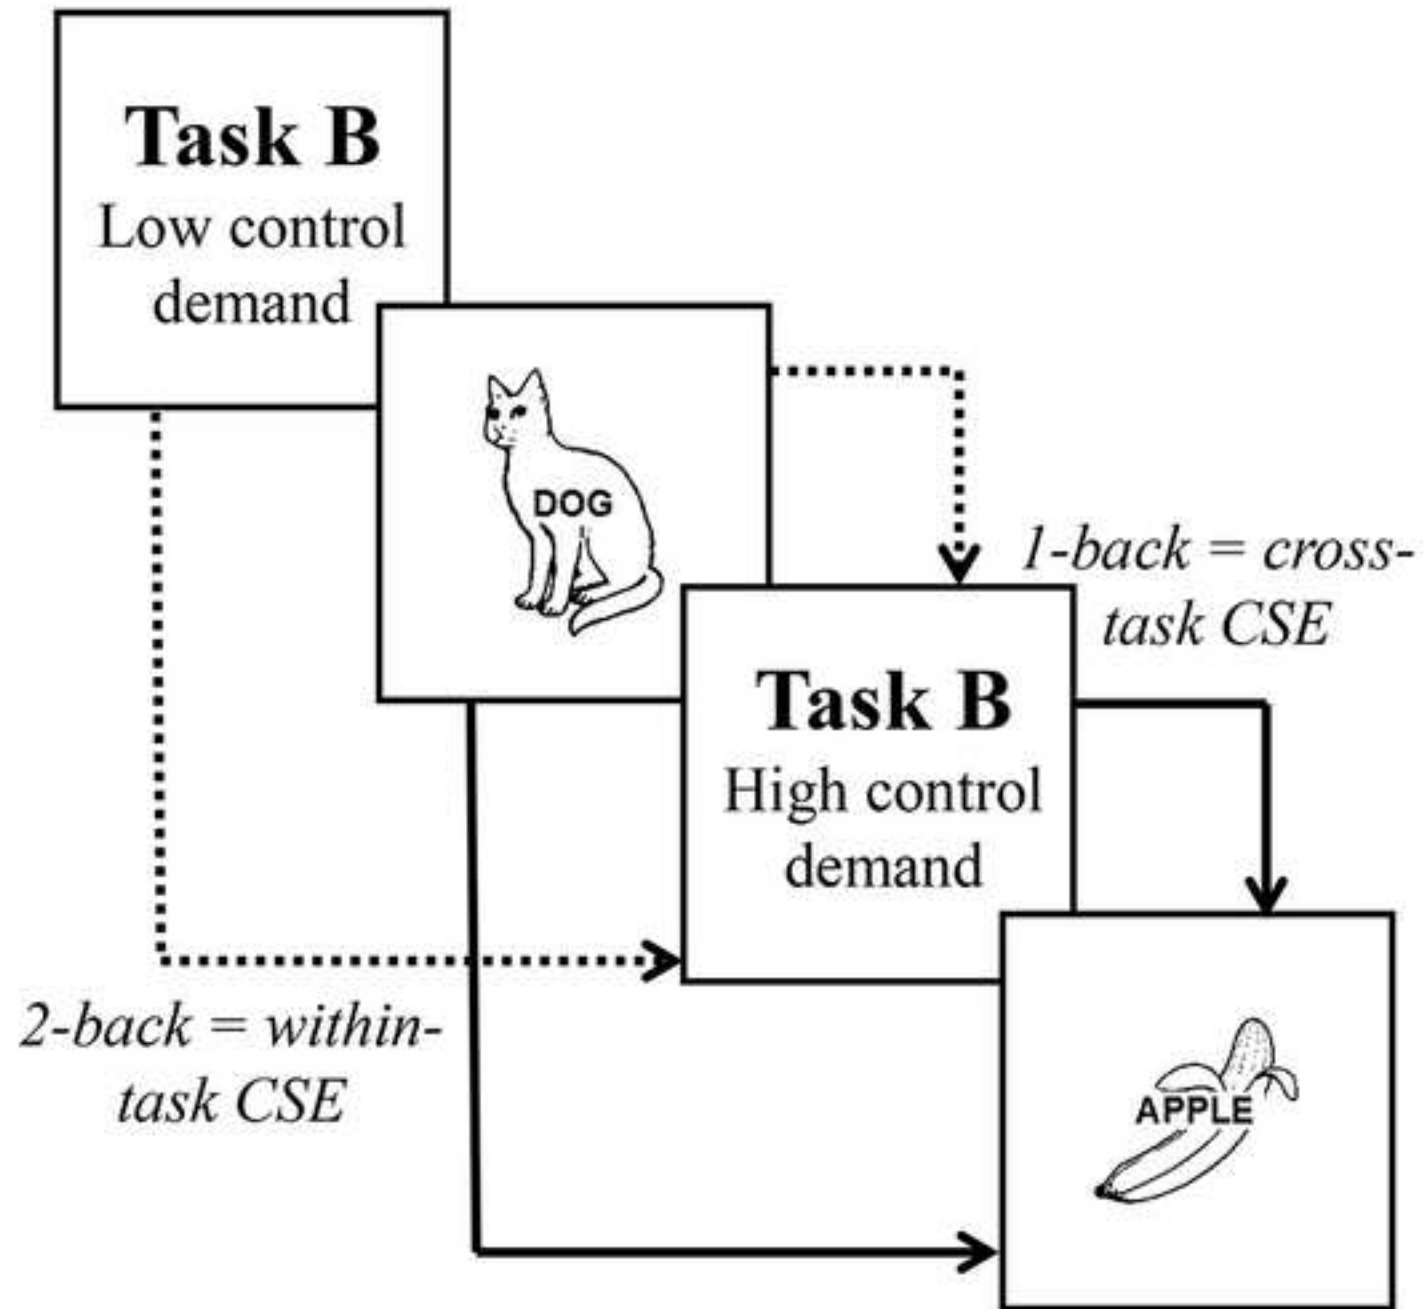 Task B
Low control
demand
DOG
1-back = cross-
task CSE
Task B
High control
demand
2-back = within-
task CSE
APPLE